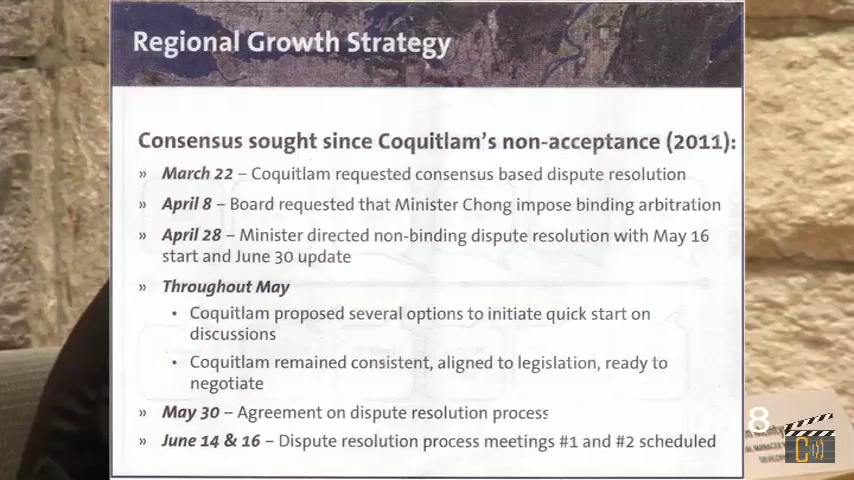 Regional Growth Strategy
Consensus sought since Coquitlam's non-acceptance (2011):
» March 22 – Coquitlam requested consensus based dispute resolution
» April 8 – Board requested that Minister Chong impose binding arbitration
» April 28 – Minister directed non-binding dispute resolution with May 16
start and June 30 update
» Throughout May
• Coquitlam proposed several options to initiate quick start on
discussions
• Coquitlam remained consistent, aligned to legislation, ready to
negotiate
» May 30 – Agreement on dispute resolution process
» June 14 & 16 – Dispute resolution process meetings #1 and #2 scheduled
8
C